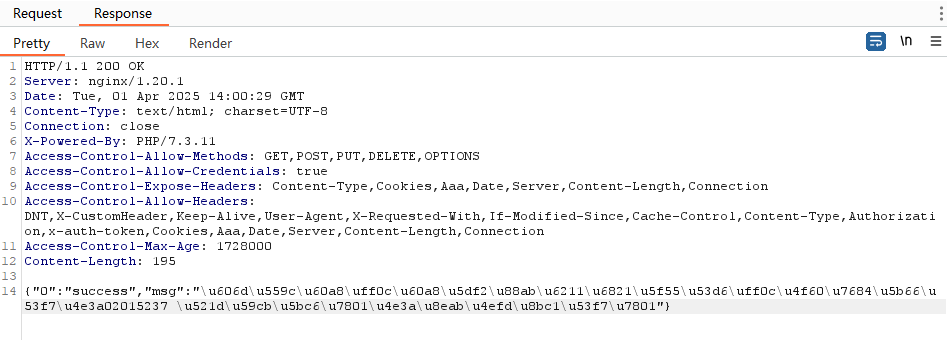 Request Response
Pretty Raw Hex Render \n
1 HTTP/1.1 200 OK
2 Server: nginx/1.20.1
3 Date: Tue, 01 Apr 2025 14:00:29 GMT
4 Content-Type: text/html; charset=UTF-8
5 Connection: close
6 X-Powered-By: PHP/7.3.11
7 Access-Control-Allow-Methods: GET,POST,PUT,DELETE,OPTIONS
8 Access-Control-Allow-Credentials: true
9 Access-Control-Expose-Headers: Content-Type,Cookies,Aaa,Date,Server,Content-Length,Connection
10 Access-Control-Allow-Headers:
DNT,X-CustomHeader,Keep-Alive,User-Agent,X-Requested-With,If-Modified-Since,Cache-Control,Content-Type,Authorizati
on,x-auth-token,Cookies,Aaa,Date,Server,Content-Length,Connection
11 Access-Control-Max-Age: 1728000
12 Content-Length: 195
13
14 {"0":"success","msg":"\u606d\u559c\u60a8\uff0c\u60a8\u5df2\u88ab\u6211\u6821\u5f55\u53d6\uff0c\u4f60\u7684\u5b66\u
53f7\u4e3a02015237 \u521d\u59cb\u5bc6\u7801\u4e3a\u8eab\u4efd\u8bc1\u53f7\u7801"}